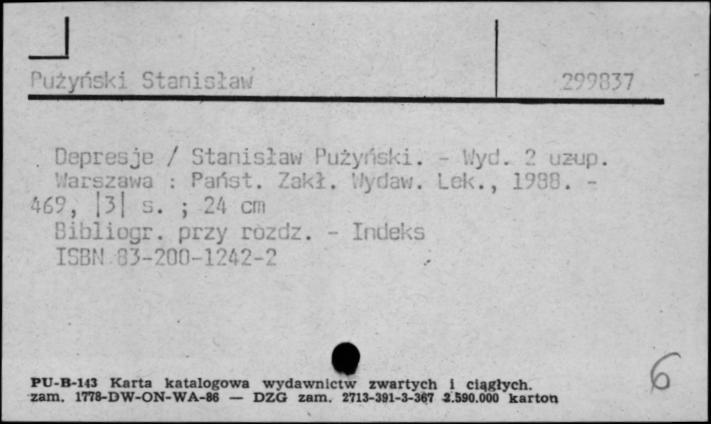 Pużyński Stanisław 299837
Depresje / Stanisław Pużyński. - Wyd. 2 uzup.
Warszawa : Państ. Zakł. Wydaw. Lek., 1988. -
469, |3| s. ; 24 cm
Bibliogr. przy rozdz. - Indeks
ISBN 83-200-1242-2
6
PU-B-143 Karta katalogowa wydawnictw zwartych i ciągłych.
zam. 1778-DW-ON-WA-86 — DZG zam. 2713-391-3-367 2.590.000 karton